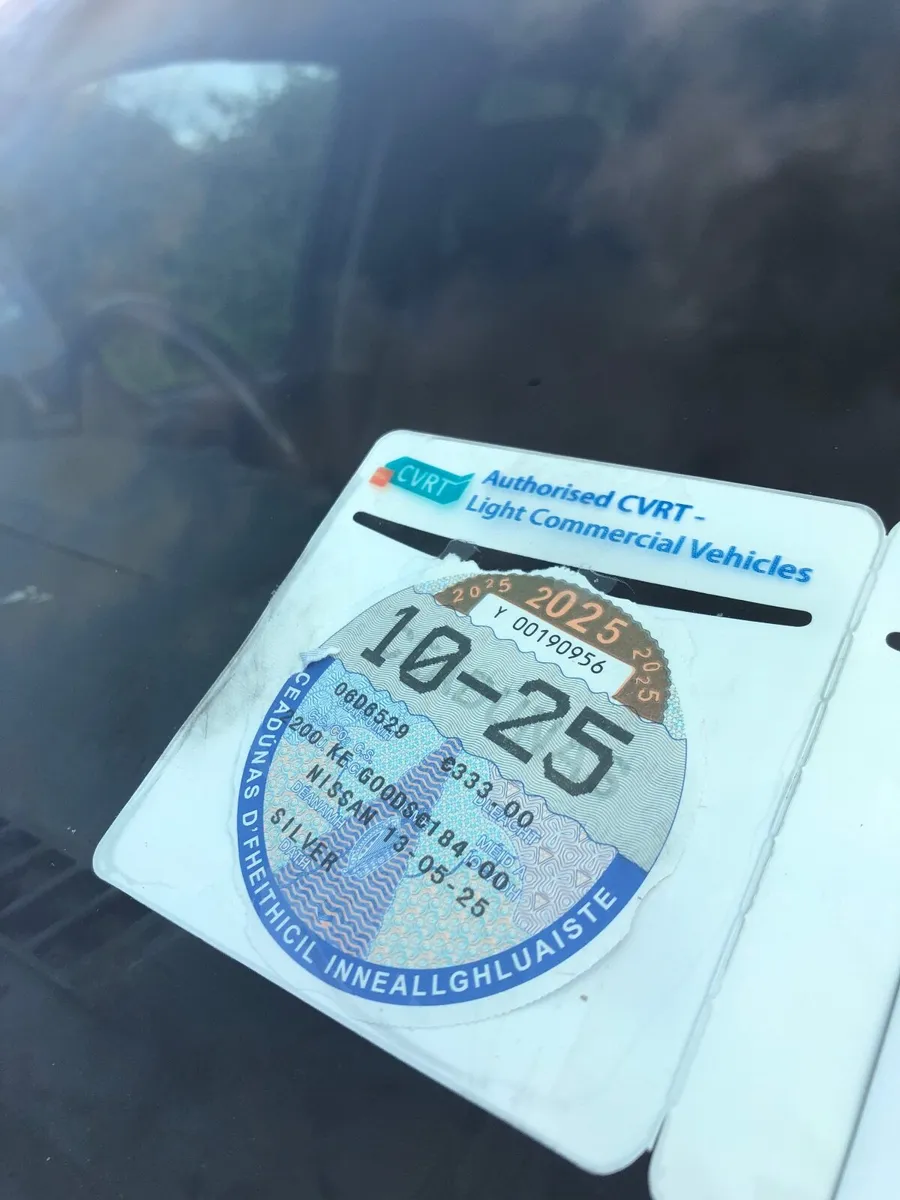 CVRT
Authorised CVRT -
Light Commercial Vehicles
2025 2025 2025
Y 00190956
10-25
06D6529
€333.00
2200 KE GOODS€184.00
NISSAN 13-05-25
SILVER
CEADÚNAS D'FHEITHICIL INNEALLGHLUAISTE